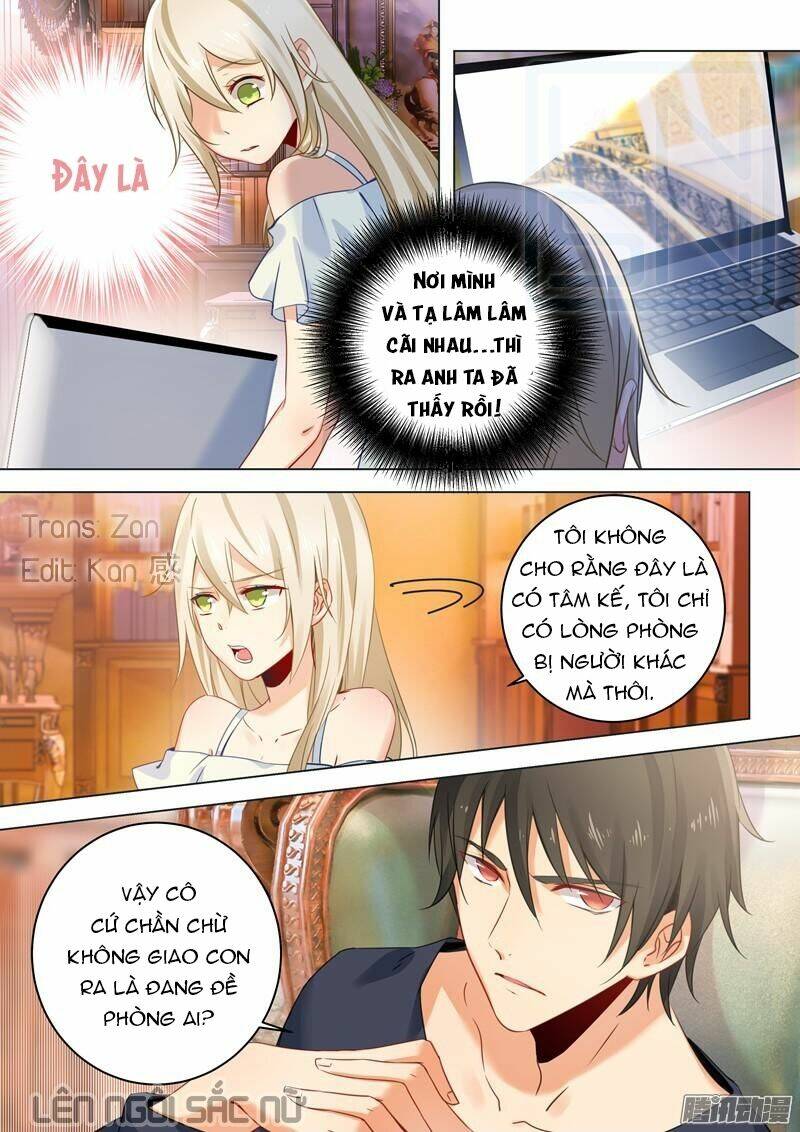 ĐÂY LÀ
NƠI MÌNH
VÀ TẠ LÂM LÂM
CÃI NHAU...THÌ
RA ANH TA ĐÃ
THẤY RỒI!
Trans: Zan
Edit: Kan 感
TÔI KHÔNG
CHO RẰNG ĐÂY LÀ
CÓ TÂM KẾ, TÔI CHỈ
CÓ LÒNG PHÒNG
BỊ NGƯỜI KHÁC
MÀ THÔI.
VẬY CÔ
CỨ CHẦN CHỪ
KHÔNG GIAO CON
RA LÀ ĐANG ĐỀ
PHÒNG AI?
LÊN NGÔI SẮC NỮ
腾讯动漫